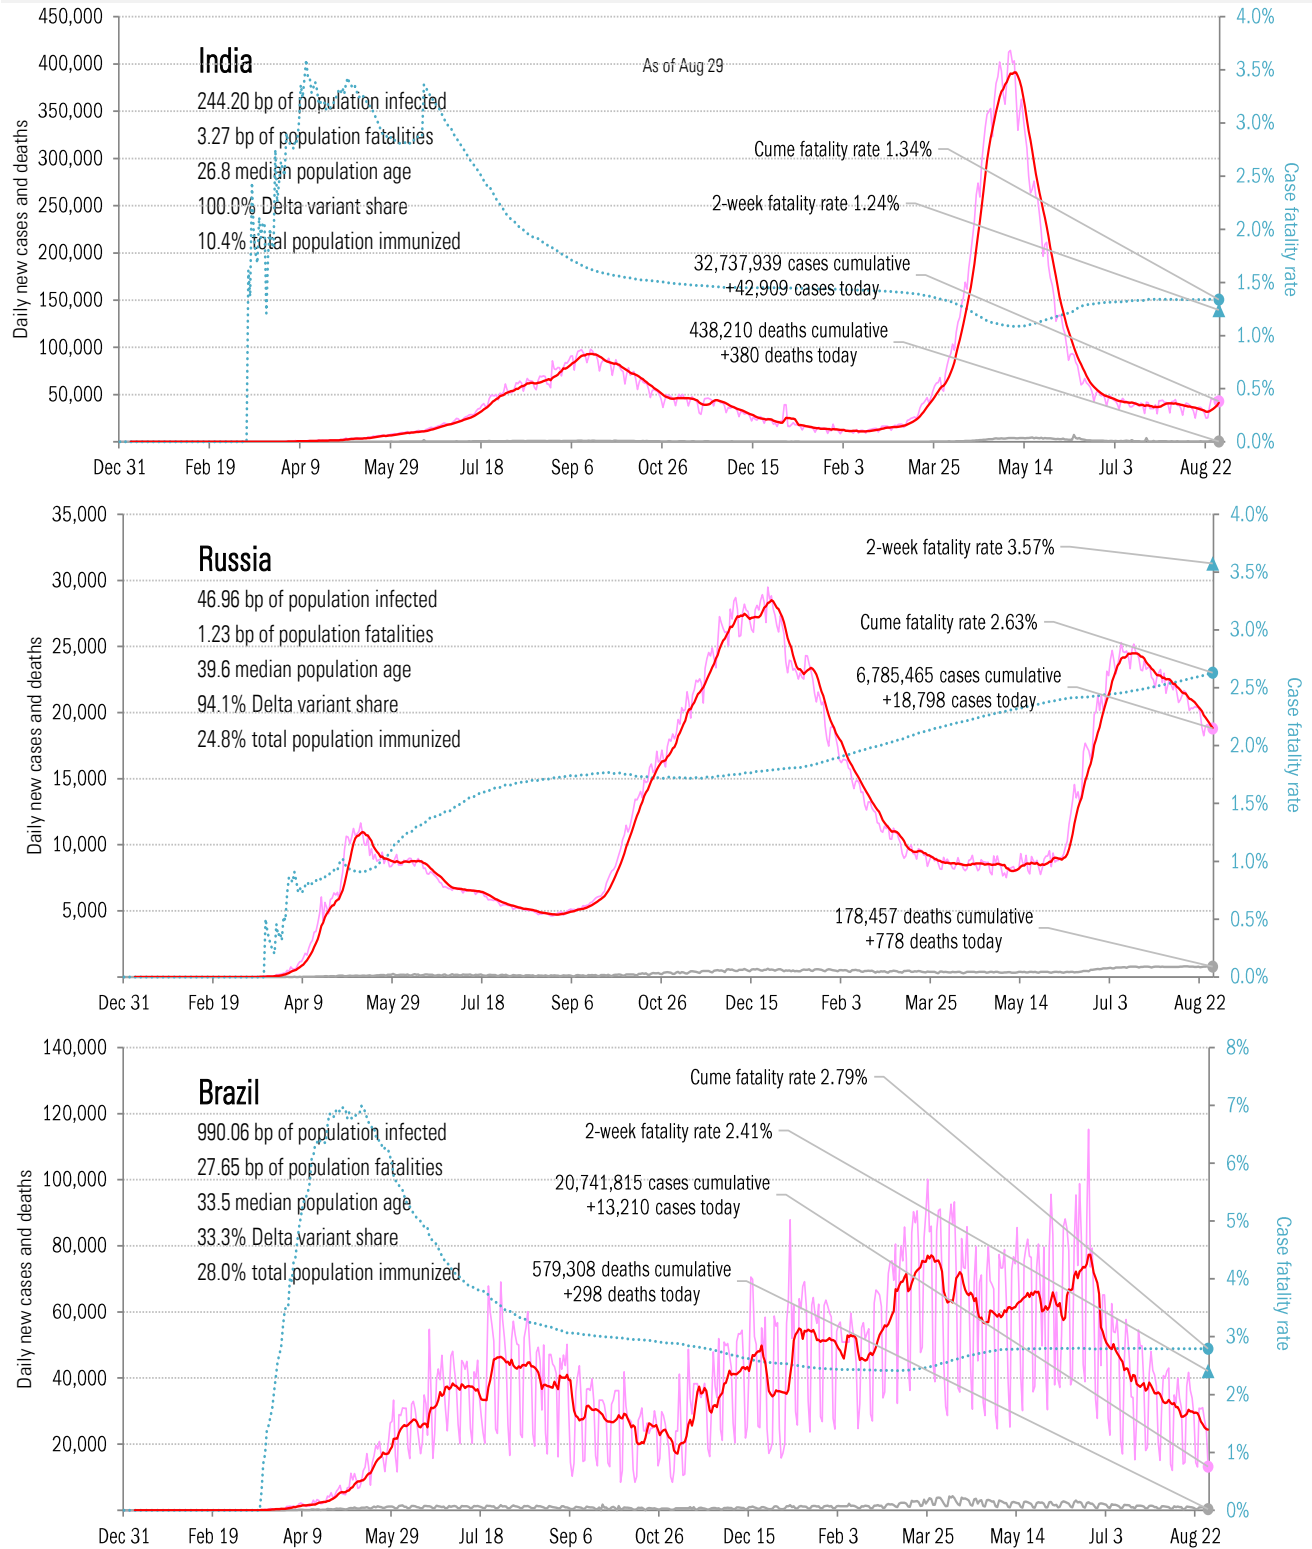 450,000
4.0%
India
As of Aug 29
400,000
3.5%
244.20 bp of population infected
350,000
3.0%
3.27 bp of population fatalities
Cume fatality rate 1.34%
300,000
26.8 median population age
2.5%
2-week fatality rate 1.24%
250,000
100.0% Delta variant share
2.0%
10.4% total population immunized
200,000
32,737,939 cases cumulative
+42,909 cases today
1.5%
150,000
438,210 deaths cumulative
+380 deaths today
1.0%
100,000
0.5%
50,000
0.0%
Daily new cases and deaths
Case fatality rate
Dec 31 Feb 19 Apr 9 May 29 Jul 18 Sep 6 Oct 26 Dec 15 Feb 3 Mar 25 May 14 Jul 3 Aug 22
35,000
4.0%
Russia
2-week fatality rate 3.57%
3.5%
30,000
46.96 bp of population infected
Cume fatality rate 2.63%
3.0%
1.23 bp of population fatalities
25,000
39.6 median population age
6,785,465 cases cumulative
+18,798 cases today
2.5%
94.1% Delta variant share
20,000
24.8% total population immunized
2.0%
15,000
1.5%
10,000
1.0%
178,457 deaths cumulative
+778 deaths today
5,000
0.5%
0.0%
Daily new cases and deaths
Case fatality rate
Dec 31 Feb 19 Apr 9 May 29 Jul 18 Sep 6 Oct 26 Dec 15 Feb 3 Mar 25 May 14 Jul 3 Aug 22
140,000
8%
Brazil
Cume fatality rate 2.79%
7%
120,000
990.06 bp of population infected
2-week fatality rate 2.41%
27.65 bp of population fatalities
6%
100,000
20,741,815 cases cumulative
+13,210 cases today
33.5 median population age
5%
33.3% Delta variant share
80,000
28.0% total population immunized
579,308 deaths cumulative
+298 deaths today
4%
60,000
3%
40,000
2%
20,000
1%
0%
Daily new cases and deaths
Case fatality rate
Dec 31 Feb 19 Apr 9 May 29 Jul 18 Sep 6 Oct 26 Dec 15 Feb 3 Mar 25 May 14 Jul 3 Aug 22